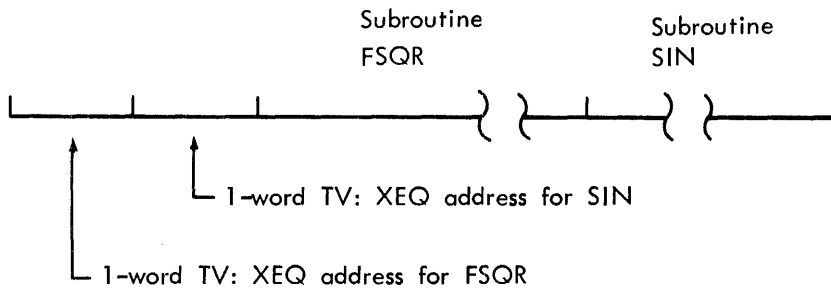 Subroutine
FSQR
Subroutine
SIN
1-word TV: XEQ address for SIN
1-word TV: XEQ address for FSQR